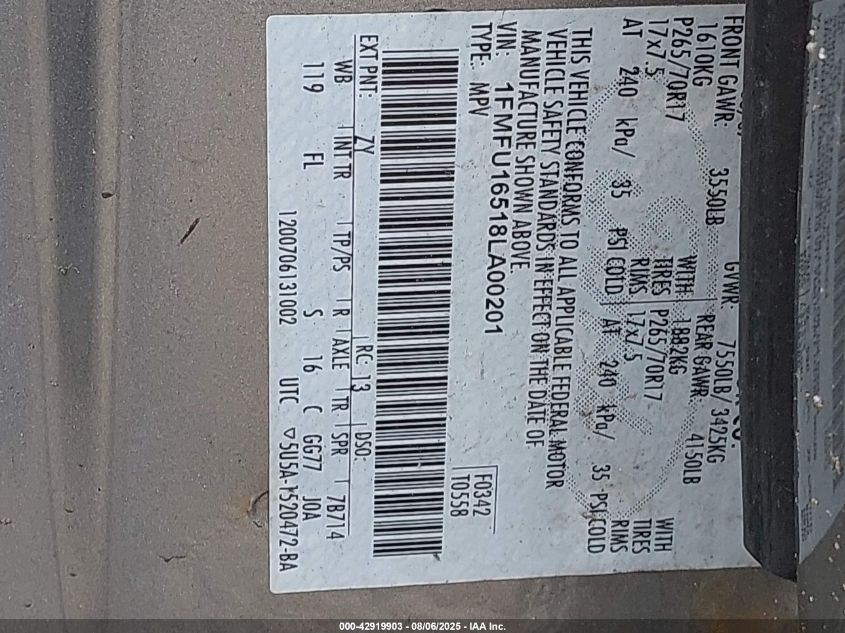 GVWR: 7550LB/ 3425KG
FRONT GAWR: 3550LB REAR GAWR: 4150LB
1610KG WITH 1882KG WITH
P265/70R17 TIRES P265/70R17 TIRES
17x7.5 RIMS 17x7.5 RIMS
AT 240 kPa/ 35 PSI COLD AT 240 kPa/ 35 PSI COLD
THIS VEHICLE CONFORMS TO ALL APPLICABLE FEDERAL MOTOR
VEHICLE SAFETY STANDARDS IN EFFECT ON THE DATE OF
MANUFACTURE SHOWN ABOVE.
VIN: 1FMFU16518LA00201
TYPE: MPV
F0342
T0558
EXT PNT: ZY RC: 13 DSO:
WB INT TR TP/PS R AXLE TR SPR 7B714
119 FL S 16 C GG77 J0A
1200706131002 UTC ▽5U5A-1520472-BA
000-42919903 - 08/06/2025 - IAA Inc.